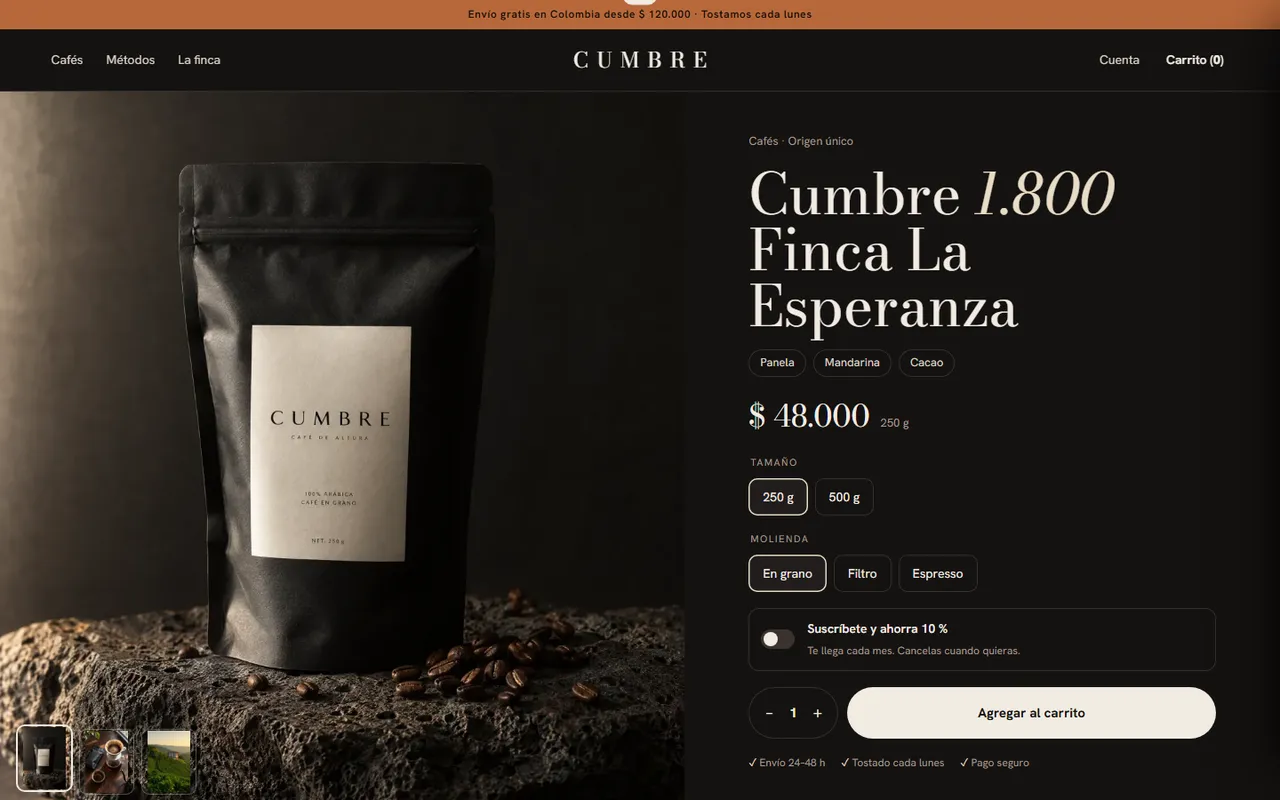 Envío gratis en Colombia desde $ 120.000 · Tostamos cada lunes
Cafés Métodos La finca
CUMBRE
Cuenta Carrito (0)
CUMBRE
CAFÉ DE ALTURA
100% ARÁBICA
CAFÉ EN GRANO
NET. 250g
Cafés · Origen único
Cumbre 1.800
Finca La
Esperanza
Panela Mandarina Cacao
$ 48.000 250 g
TAMAÑO
250 g 500 g
MOLIENDA
En grano Filtro Espresso
Suscríbete y ahorra 10 %
Te llega cada mes. Cancelas cuando quieras.
− 1 + Agregar al carrito
✓ Envío 24–48 h ✓ Tostado cada lunes ✓ Pago seguro